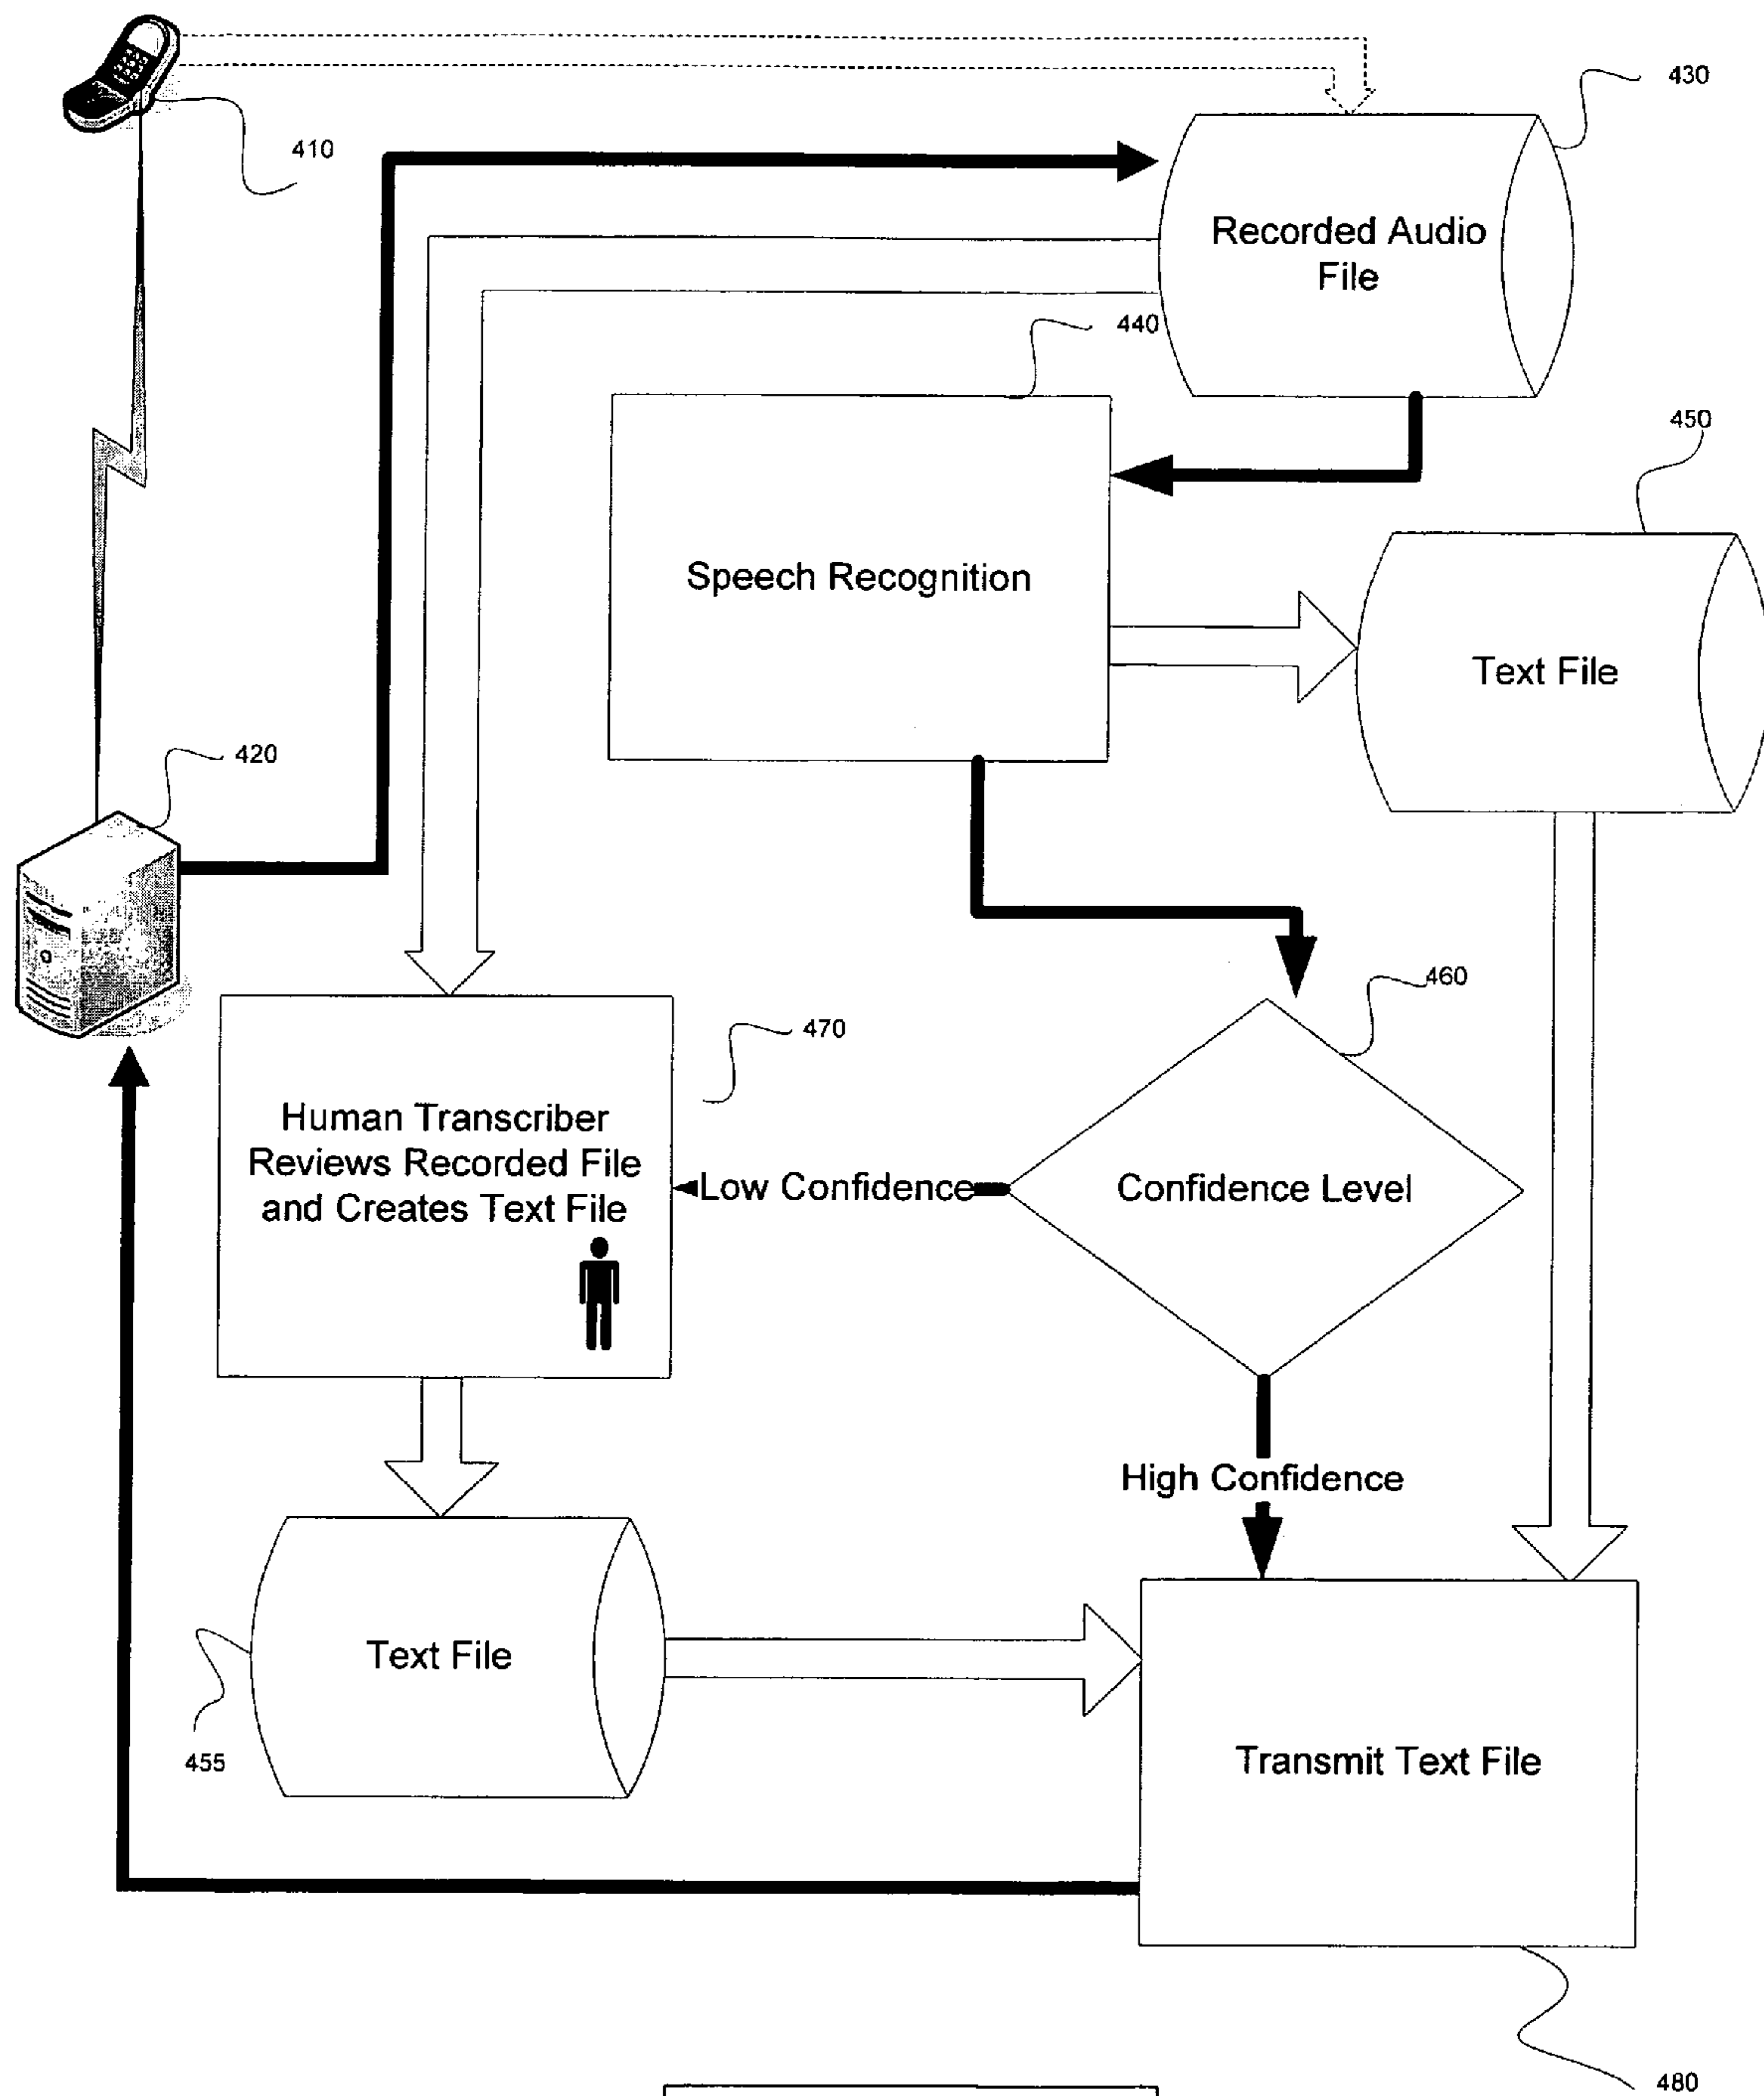 430
410
Recorded Audio
File
440
450
Speech Recognition
Text File
420
460
470
Human Transcriber
Reviews Recorded File
and Creates Text File
Low Confidence
Confidence Level
High Confidence
Text File
455
Transmit Text File
480